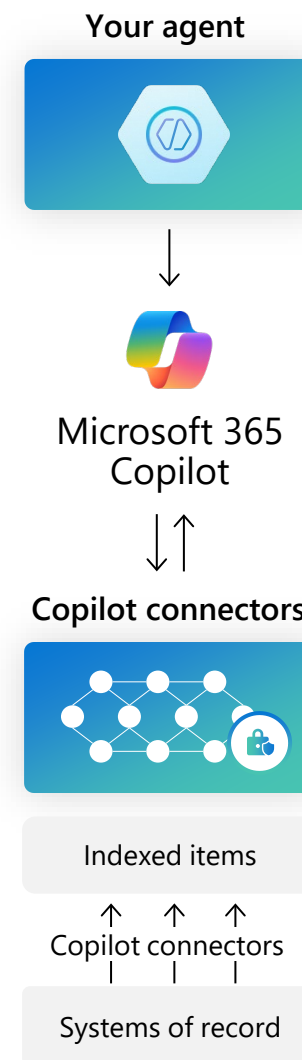 Your agent
Microsoft 365
Copilot
Copilot connectors
Indexed items
Copilot connectors
Systems of record